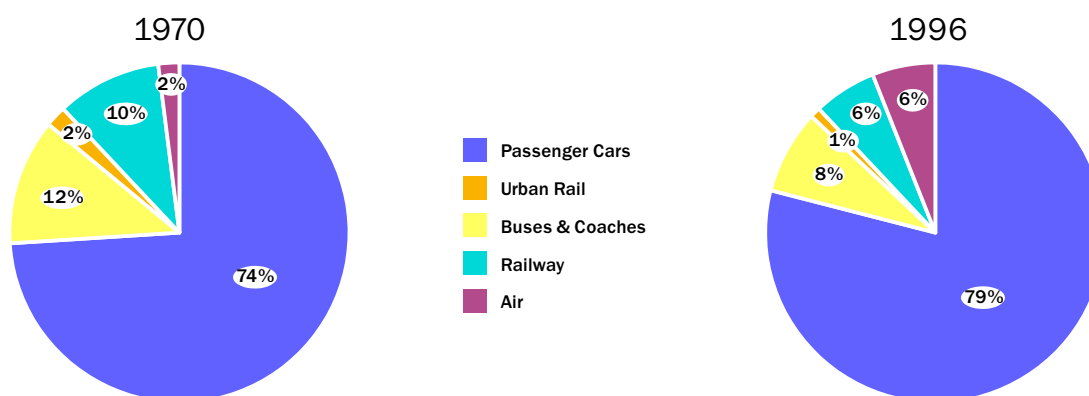 1970
2%
10%
2%
12%
74%
Passenger Cars
Urban Rail
Buses & Coaches
Railway
Air
1996
6%
6%
1%
8%
79%